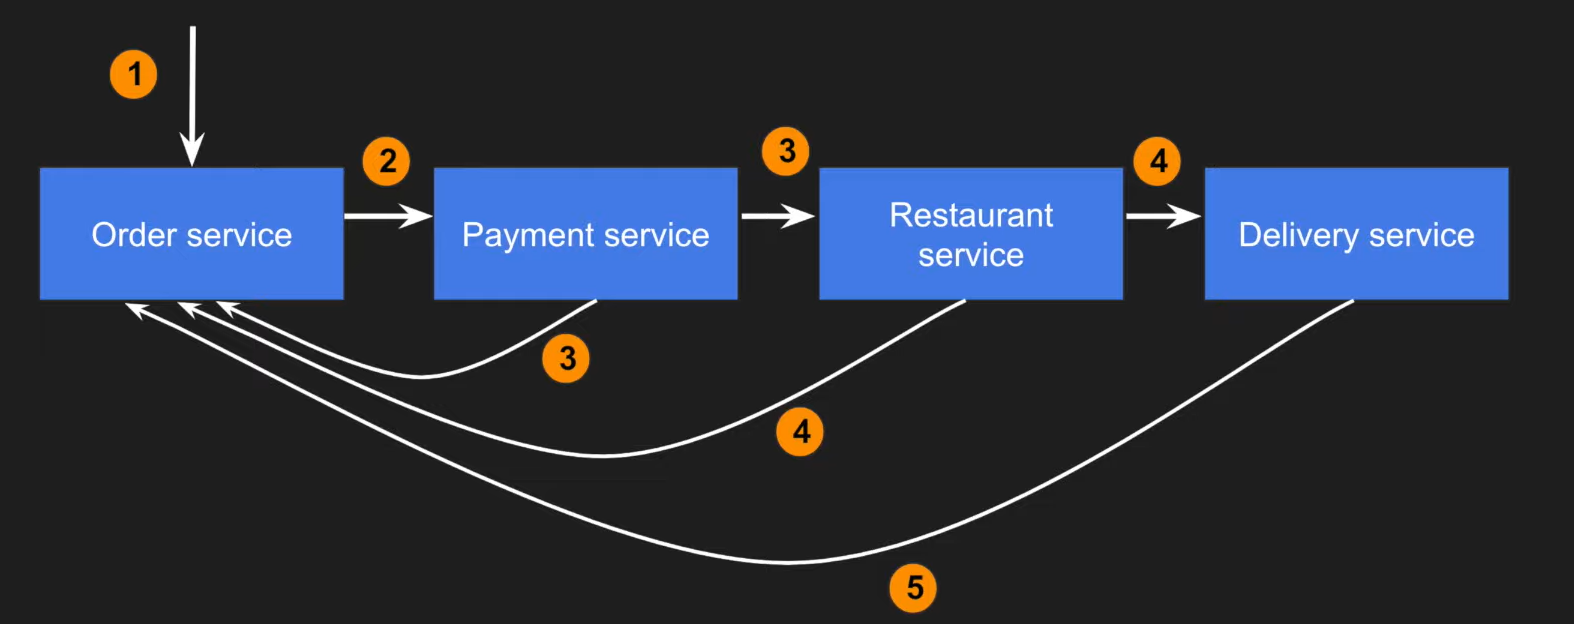 1
2
3
4
Order service
Payment service
Restaurant
service
Delivery service
3
4
5